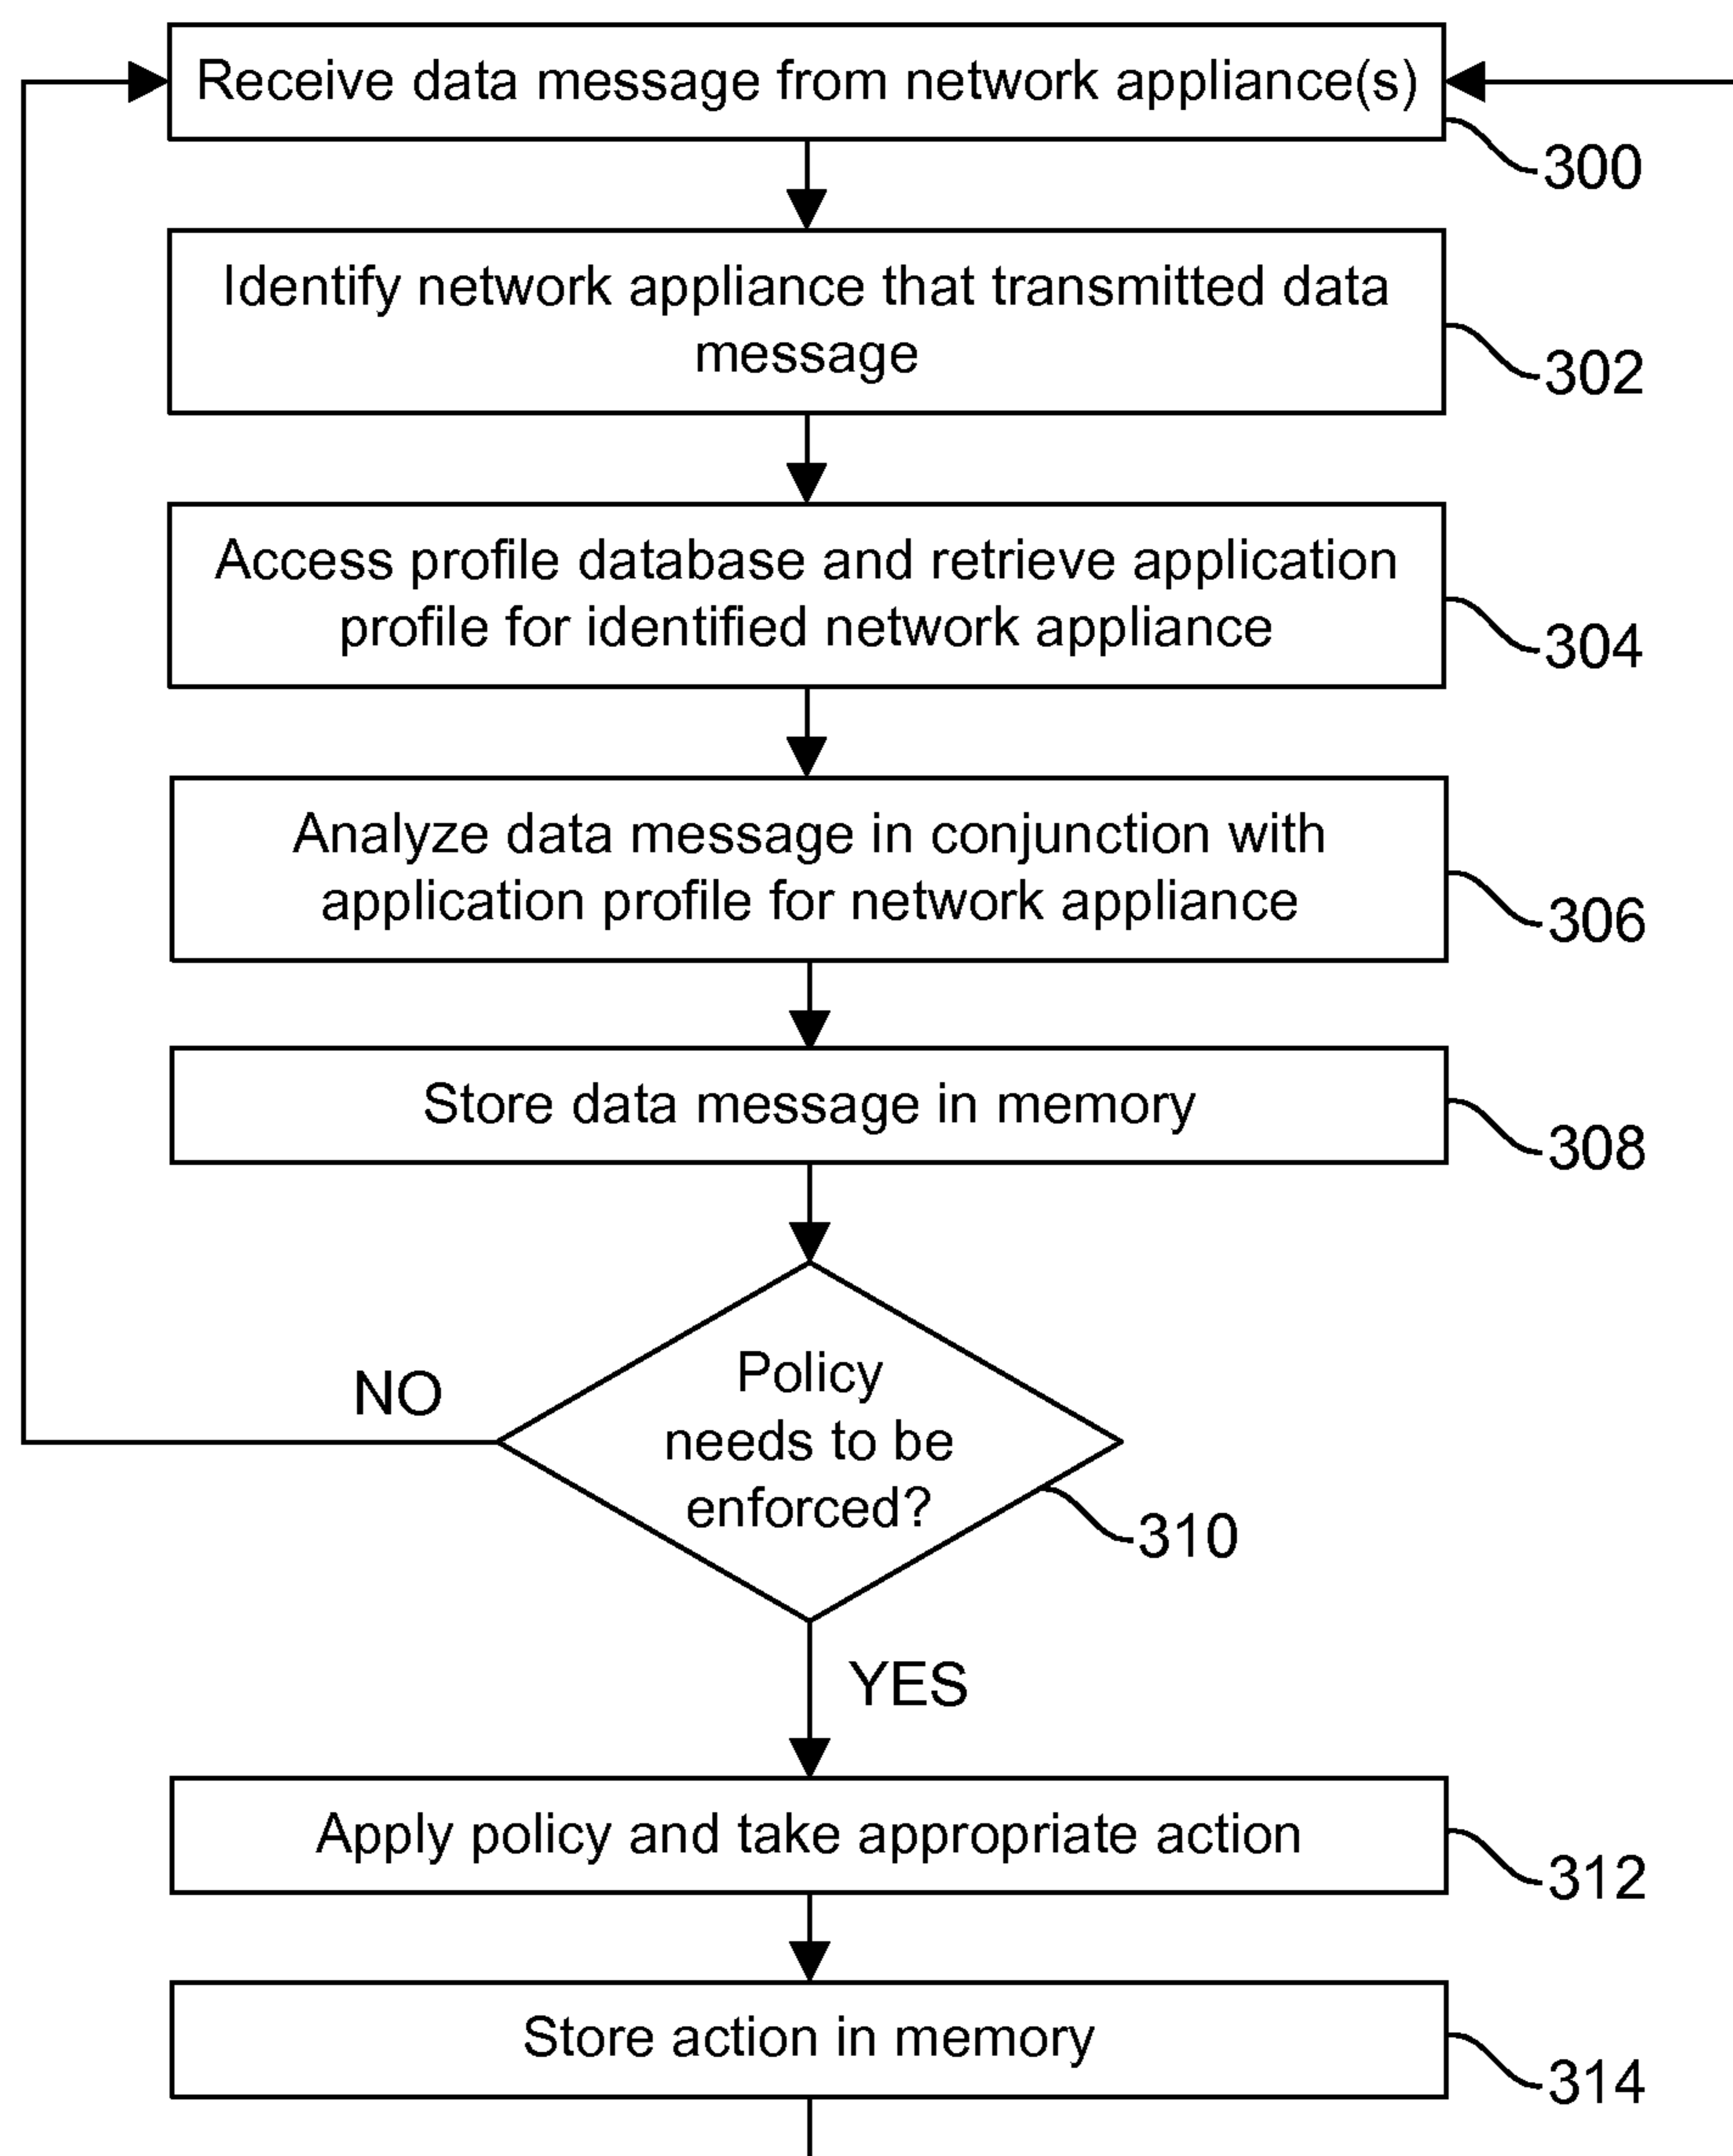 Receive data message from network appliance(s)
300
Identify network appliance that transmitted data
message
302
Access profile database and retrieve application
profile for identified network appliance
304
Analyze data message in conjunction with
application profile for network appliance
306
Store data message in memory
308
Policy
needs to be
enforced?
NO
310
YES
Apply policy and take appropriate action
312
Store action in memory
314